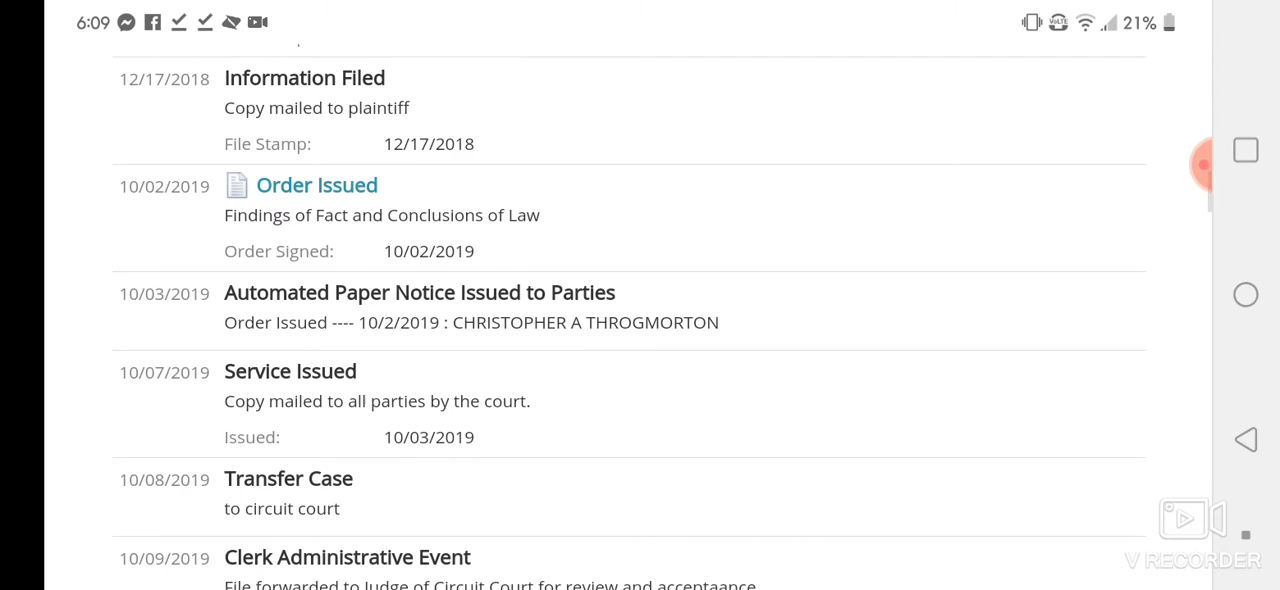 6:09 VoLTE 21%
12/17/2018 Information Filed
Copy mailed to plaintiff
File Stamp: 12/17/2018
10/02/2019 Order Issued
Findings of Fact and Conclusions of Law
Order Signed: 10/02/2019
10/03/2019 Automated Paper Notice Issued to Parties
Order Issued ---- 10/2/2019 : CHRISTOPHER A THROGMORTON
10/07/2019 Service Issued
Copy mailed to all parties by the court.
Issued: 10/03/2019
10/08/2019 Transfer Case
to circuit court
10/09/2019 Clerk Administrative Event
File forwarded to Judge of Circuit Court for review and acceptaance
V RECORDER